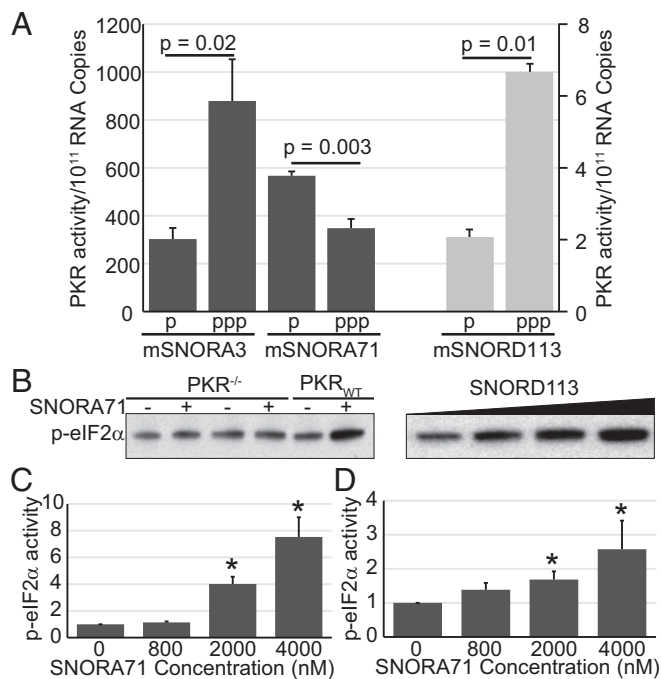 A
1200
1000
800
600
400
200
0
PKR activity/10¹¹ RNA Copies
p = 0.02
p = 0.003
p = 0.01
8
6
4
2
0
PKR activity/10¹¹ RNA Copies
p ppp p ppp p ppp
mSNORA3 mSNORA71 mSNORD113
B
PKR-/- PKRWT
SNORA71 - + - + - +
p-eIF2α
SNORD113
C
10
8
6
4
2
0
p-eIF2α activity
* *
0 800 2000 4000
SNORA71 Concentration (nM)
D
4
3
2
1
0
p-eIF2α activity
* *
0 800 2000 4000
SNORA71 Concentration (nM)